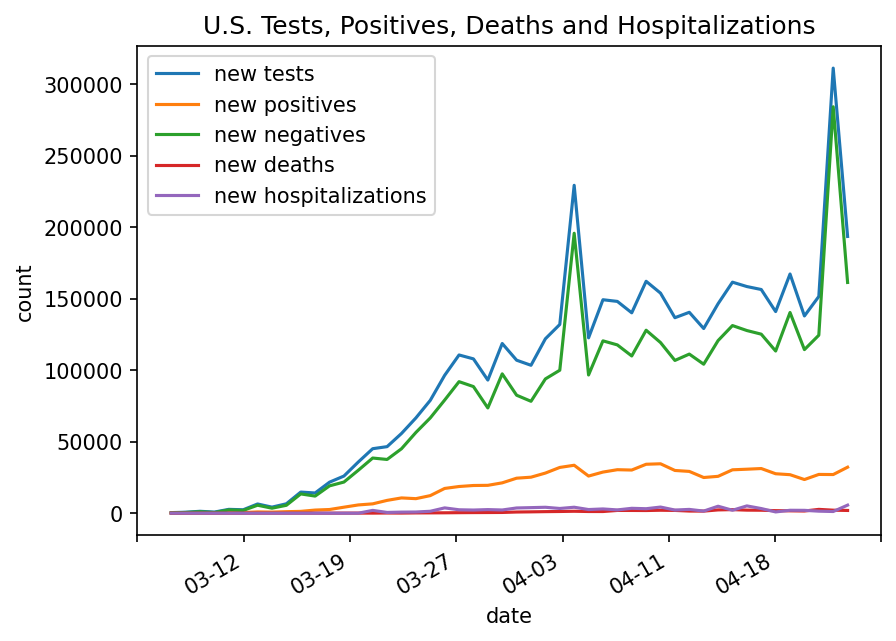 U.S. Tests, Positives, Deaths and Hospitalizations
new tests
new positives
new negatives
new deaths
new hospitalizations
300000
250000
200000
150000
100000
50000
0
count
03-12
03-19
03-27
04-03
04-11
04-18
date